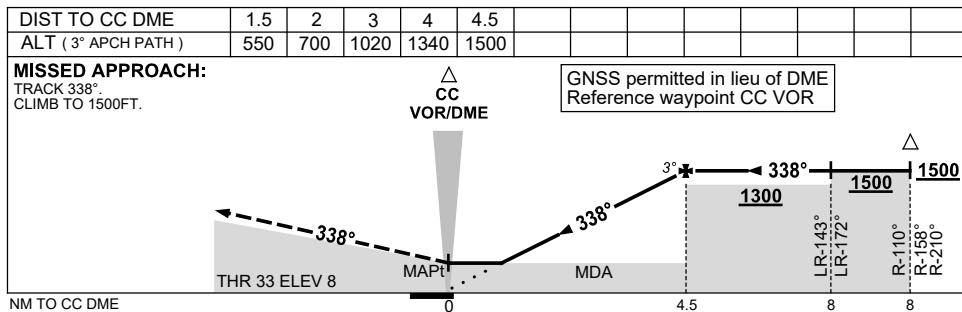 DIST TO CC DME 1.5 2 3 4 4.5
ALT ( 3° APCH PATH ) 550 700 1020 1340 1500
MISSED APPROACH:
TRACK 338°.
CLIMB TO 1500FT.
CC
VOR/DME
GNSS permitted in lieu of DME
Reference waypoint CC VOR
3° 338° 1500
1300 1500
338°
338°
LR-143°
LR-172°
R-110°
R-158°
R-210°
MAPt MDA
THR 33 ELEV 8
NM TO CC DME 0 4.5 8 8